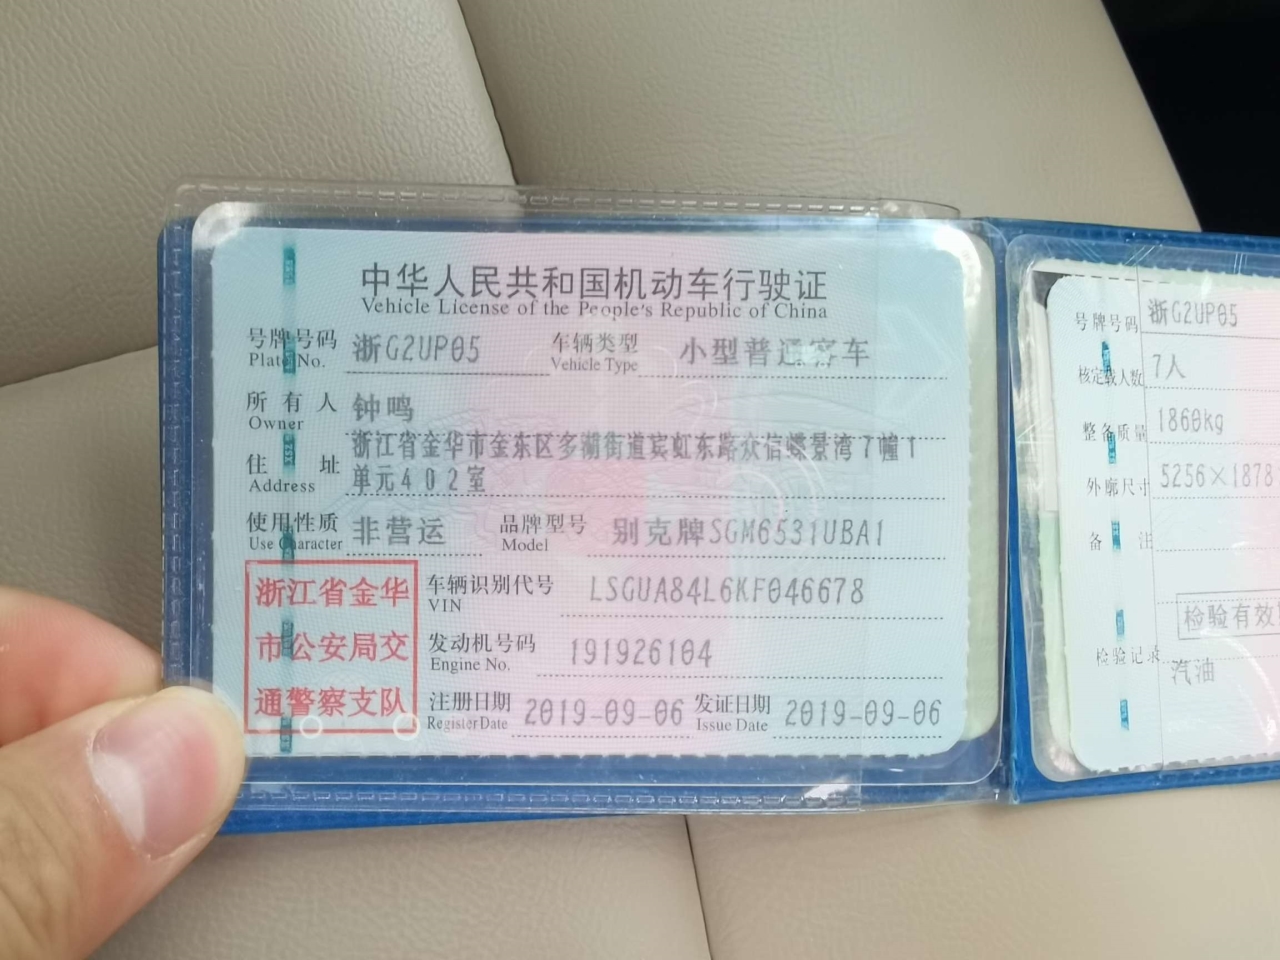 中华人民共和国机动车行驶证
Vehicle License of the People's Republic of China
号牌号码 浙G2UP05 车辆类型 小型普通客车
Plate No. Vehicle Type
所有人 钟鸣
Owner
住址 浙江省金华市金东区多湖街道宾虹东路众信嵘景湾7幢1
单元402室
Address
使用性质 非营运 品牌型号 别克牌SGM6531UBA1
Use Character Model
浙江省金华
市公安局交
通警察支队
车辆识别代号 LSGUA84L6KF046678
VIN
发动机号码 191926104
Engine No.
注册日期 2019-09-06 发证日期 2019-09-06
Register Date Issue Date
号牌号码 浙G2UP05
核定载人数 7人
整备质量 1860kg
外廓尺寸 5256×1878
备注
检验有效
检验记录
汽油